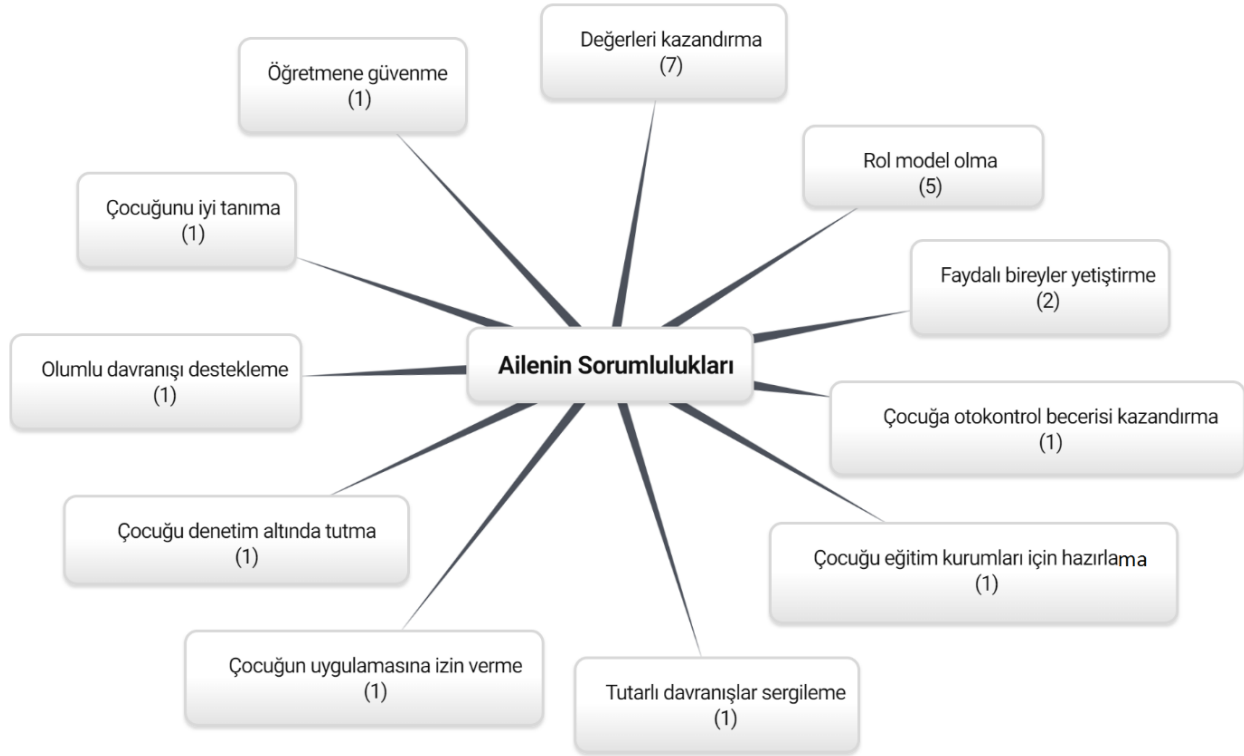 Değerleri kazandırma
(7)
Öğretmene güvenme
(1)
Rol model olma
(5)
Çocuğunu iyi tanıma
(1)
Faydalı bireyler yetiştirme
(2)
Ailenin Sorumlulukları
Olumlu davranışı destekleme
(1)
Çocuğa otokontrol becerisi kazandırma
(1)
Çocuğu denetim altında tutma
(1)
Çocuğu eğitim kurumları için hazırlama
(1)
Çocuğun uygulamasına izin verme
(1)
Tutarlı davranışlar sergileme
(1)